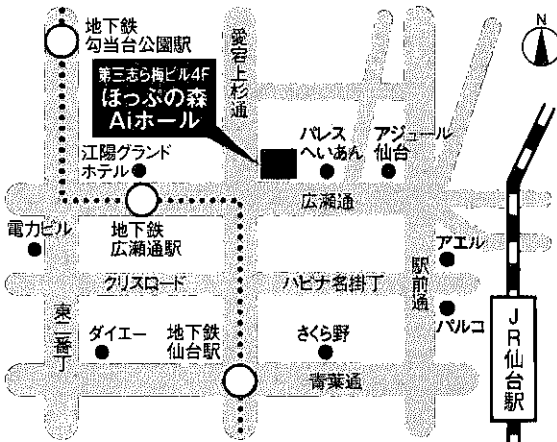 地下鉄
勾当台公園駅
愛宕上杉通
N
第三志ら梅ビル4F
ほっぷの森
Aiホール
江陽グランド
ホテル
パレス
へいあん
アジュール
仙台
広瀬通
地下鉄
広瀬通駅
電力ビル
アエル
クリスロード
ハピナ名掛丁
駅前通
東二番丁
ダイエー
地下鉄
仙台駅
さくら野
パルコ
JR仙台駅
青葉通